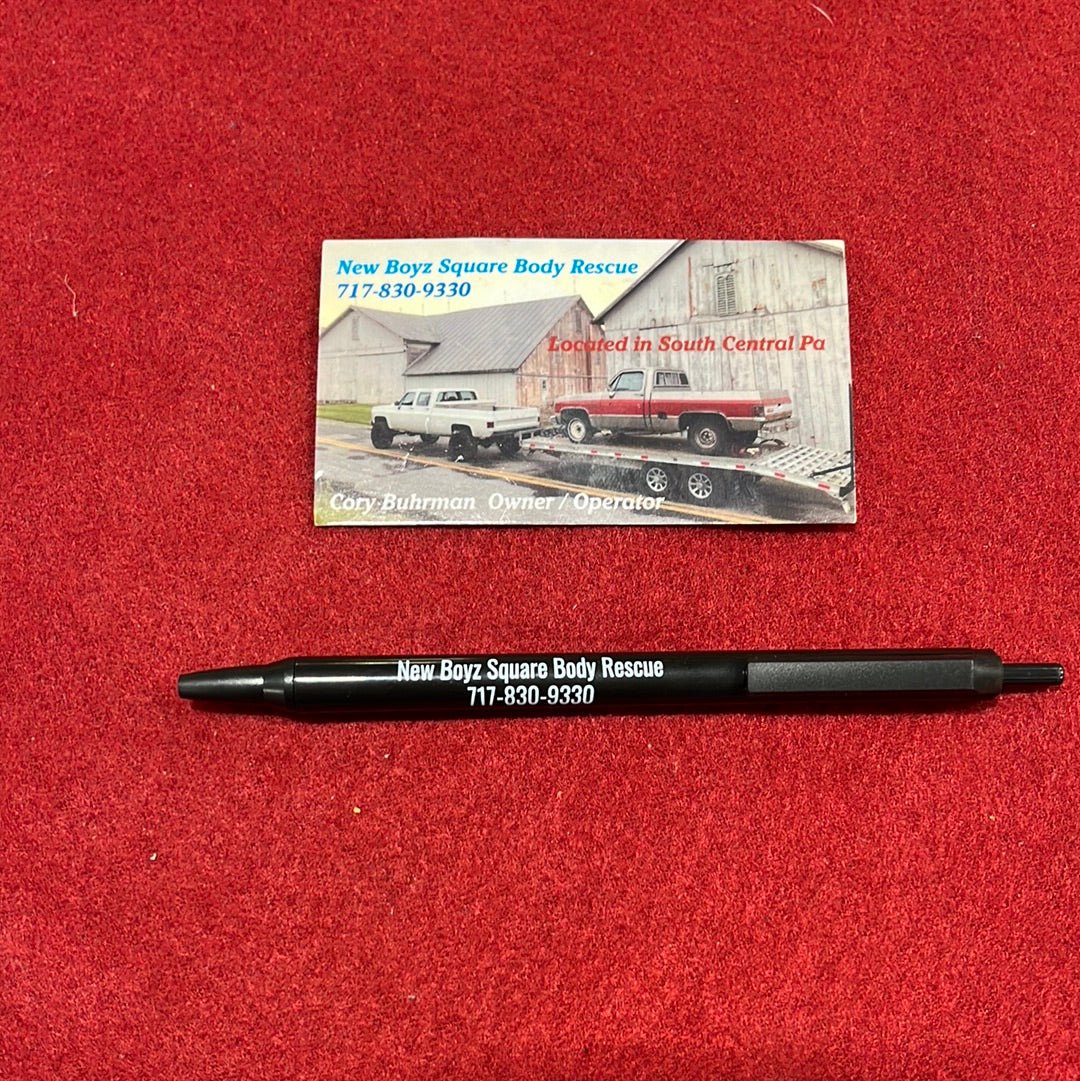 New Boyz Square Body Rescue
717-830-9330
Located in South Central Pa
Cory Buhrman Owner / Operator
New Boyz Square Body Rescue
717-830-9330